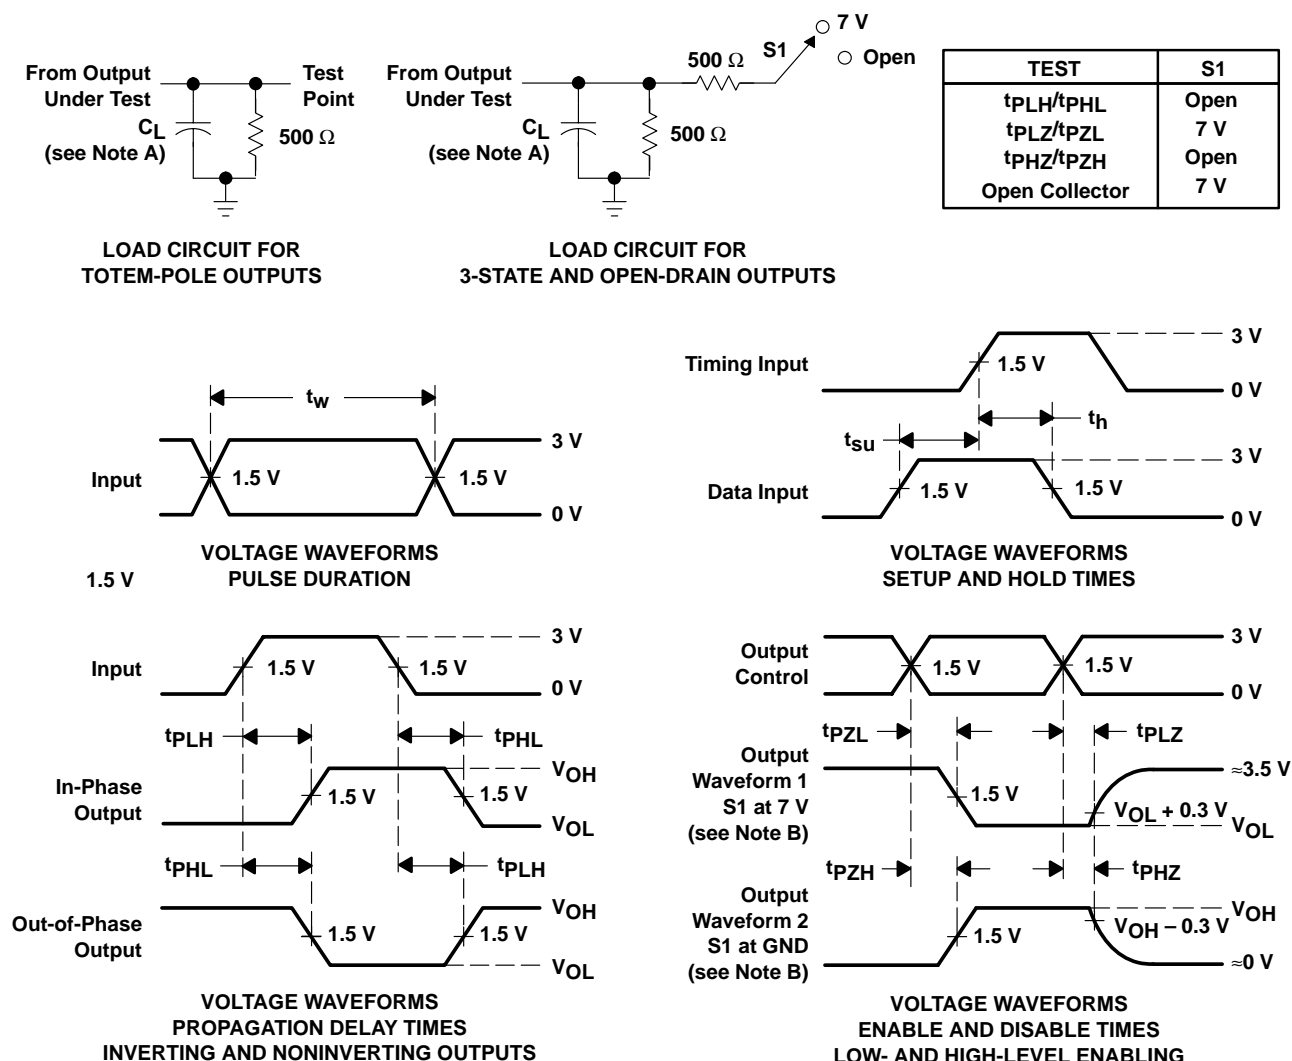 From Output
Under Test
Test
Point
CL
(see Note A)
500 Ω
LOAD CIRCUIT FOR
TOTEM-POLE OUTPUTS
From Output
Under Test
CL
(see Note A)
500 Ω
500 Ω
S1
7 V
Open
LOAD CIRCUIT FOR
3-STATE AND OPEN-DRAIN OUTPUTS
TEST S1
tPLH/tPHL Open
tPLZ/tPZL 7 V
tPHZ/tPZH Open
Open Collector 7 V
tw
Input
1.5 V
1.5 V
3 V
0 V
VOLTAGE WAVEFORMS
PULSE DURATION
1.5 V
Timing Input
1.5 V
3 V
0 V
tsu
th
Data Input
1.5 V
1.5 V
3 V
0 V
VOLTAGE WAVEFORMS
SETUP AND HOLD TIMES
Input
1.5 V
1.5 V
3 V
0 V
tPLH
tPHL
In-Phase
Output
1.5 V
1.5 V
VOH
VOL
tPHL
tPLH
Out-of-Phase
Output
1.5 V
1.5 V
VOH
VOL
VOLTAGE WAVEFORMS
PROPAGATION DELAY TIMES
INVERTING AND NONINVERTING OUTPUTS
Output
Control
1.5 V
1.5 V
3 V
0 V
tPZL
tPLZ
Output
Waveform 1
S1 at 7 V
(see Note B)
1.5 V
VOL + 0.3 V
≈3.5 V
VOL
tPZH
tPHZ
Output
Waveform 2
S1 at GND
(see Note B)
1.5 V
VOH − 0.3 V
VOH
≈0 V
VOLTAGE WAVEFORMS
ENABLE AND DISABLE TIMES
LOW- AND HIGH-LEVEL ENABLING